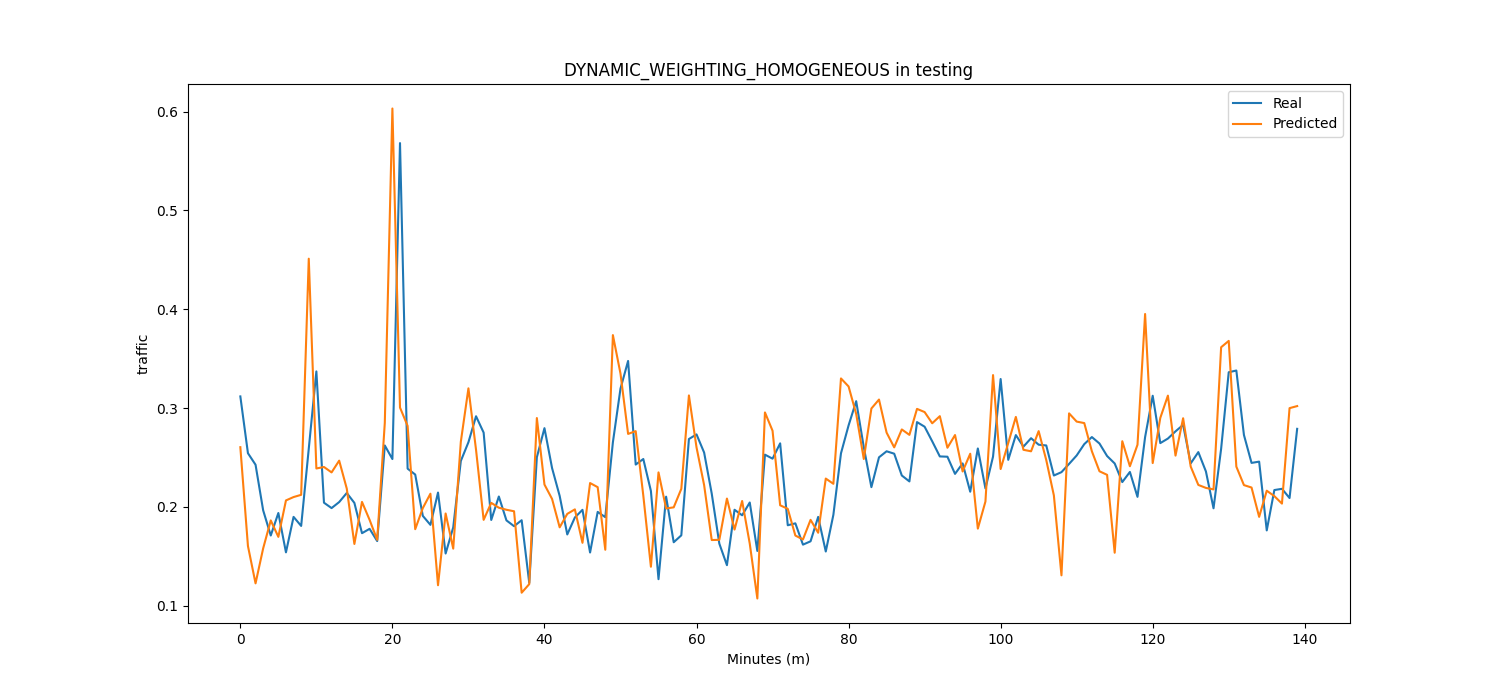 DYNAMIC_WEIGHTING_HOMOGENEOUS in testing
Real
Predicted
0.6
0.5
0.4
0.3
0.2
0.1
traffic
0 20 40 60 80 100 120 140
Minutes (m)